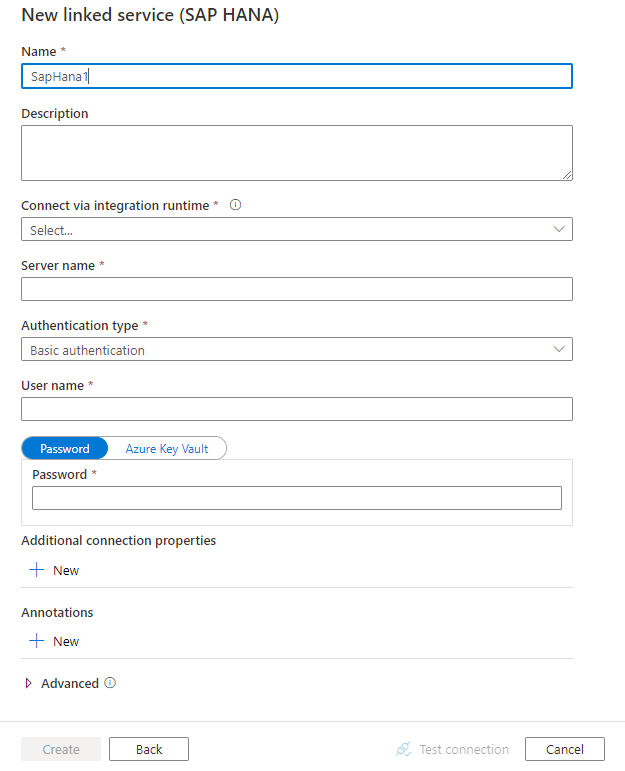 New linked service (SAP HANA)
Name *
SapHana1
Description
Connect via integration runtime *
Select...
Server name *
Authentication type *
Basic authentication
User name *
Password Azure Key Vault
Password *
Additional connection properties
New
Annotations
New
Advanced
Create Back Test connection Cancel